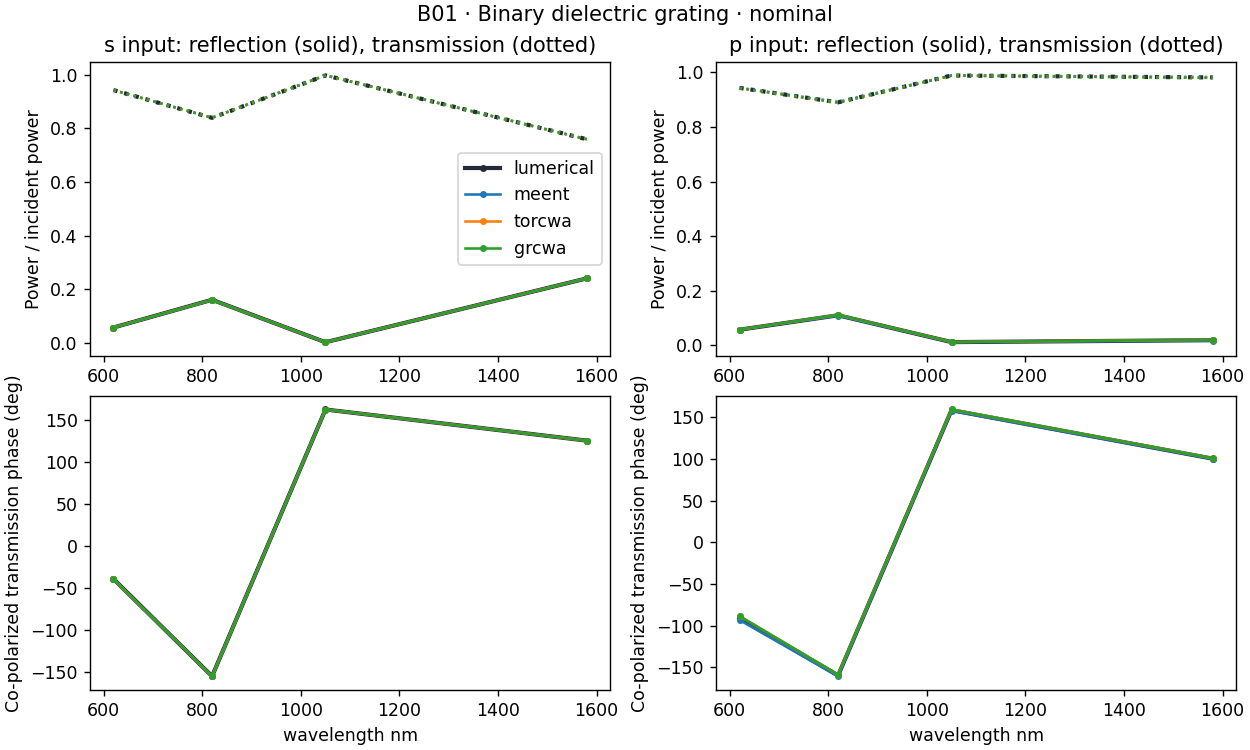 B01 · Binary dielectric grating · nominal
s input: reflection (solid), transmission (dotted)
Power / incident power
1.0
0.8
0.6
0.4
0.2
0.0
lumerical
meent
torcwa
grcwa
600 800 1000 1200 1400 1600
p input: reflection (solid), transmission (dotted)
Power / incident power
1.0
0.8
0.6
0.4
0.2
0.0
600 800 1000 1200 1400 1600
Co-polarized transmission phase (deg)
150
100
50
0
−50
−100
−150
600 800 1000 1200 1400 1600
wavelength nm
Co-polarized transmission phase (deg)
150
100
50
0
−50
−100
−150
600 800 1000 1200 1400 1600
wavelength nm